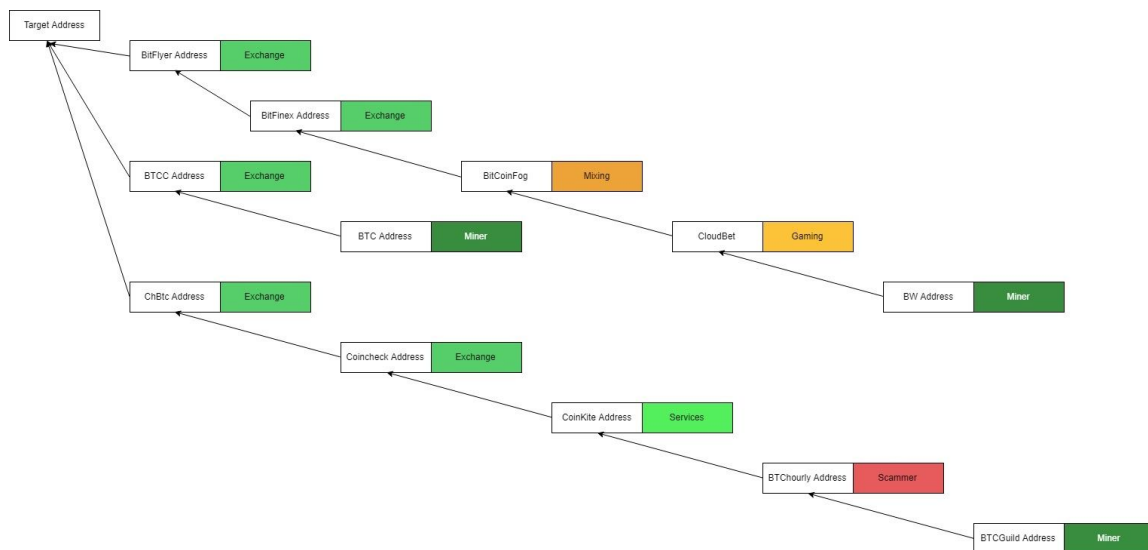 Target Address
BitFlyer Address Exchange
BitFinex Address Exchange
BTCC Address Exchange
BitCoinFog Mixing
BTC Address Miner
CloudBet Gaming
ChBtc Address Exchange
BW Address Miner
Coincheck Address Exchange
CoinKite Address Services
BTChourly Address Scammer
BTCGuild Address Miner